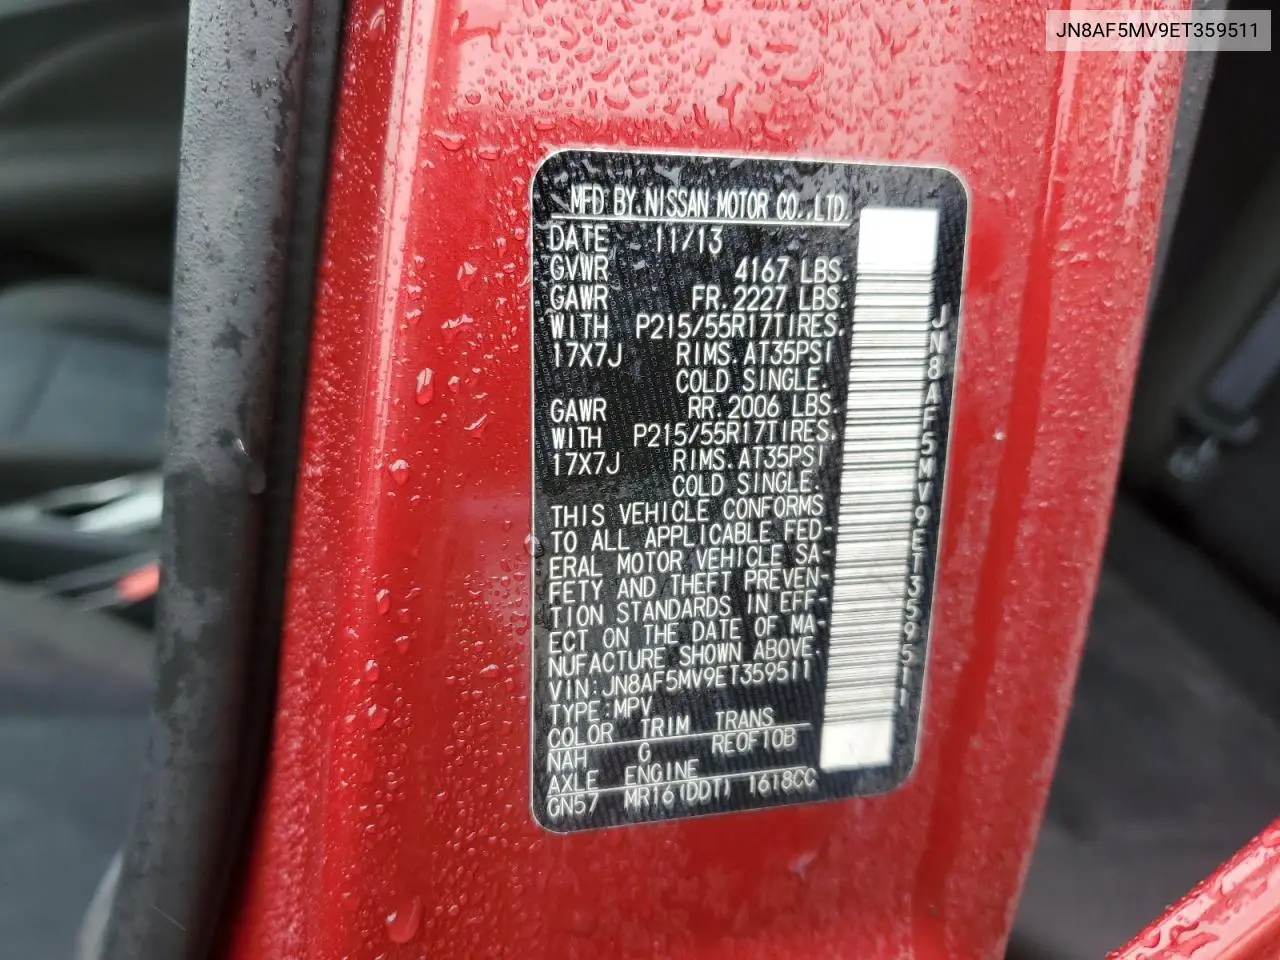 JN8AF5MV9ET359511
MFD BY NISSAN MOTOR CO.,LTD.
DATE 11/13
GVWR 4167 LBS.
GAWR FR. 2227 LBS.
WITH P215/55R17TIRES.
17X7J RIMS. AT35PSI
COLD SINGLE.
GAWR RR. 2006 LBS.
WITH P215/55R17TIRES.
17X7J RIMS. AT35PSI
COLD SINGLE.
THIS VEHICLE CONFORMS
TO ALL APPLICABLE FED-
ERAL MOTOR VEHICLE SA-
FETY AND THEFT PREVEN-
TION STANDARDS IN EFF-
ECT ON THE DATE OF MA-
NUFACTURE SHOWN ABOVE.
VIN:JN8AF5MV9ET359511
TYPE:MPV
COLOR TRIM TRANS
NAH G RE0F10B
AXLE ENGINE
GN57 MR16(DDT) 1618CC
JN8AF5MV9ET359511